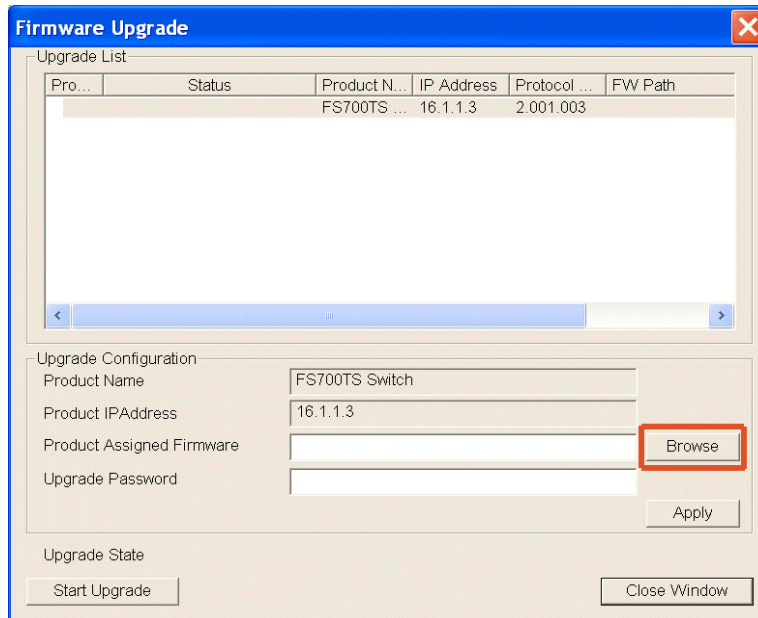 Firmware Upgrade
Upgrade List
Pro... Status Product N... IP Address Protocol ... FW Path
FS700TS ... 16.1.1.3 2.001.003
Upgrade Configuration
Product Name FS700TS Switch
Product IPAddress 16.1.1.3
Product Assigned Firmware Browse
Upgrade Password
Apply
Upgrade State
Start Upgrade Close Window